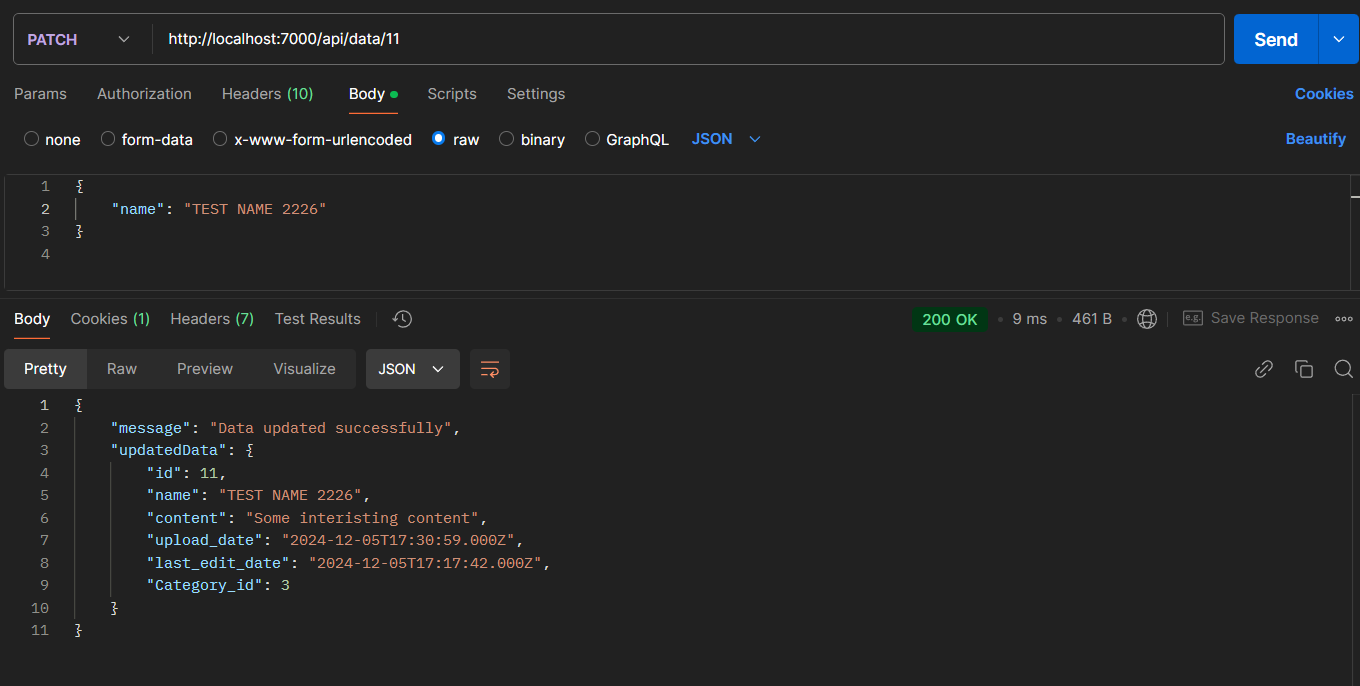 PATCH http://localhost:7000/api/data/11 Send
Params Authorization Headers (10) Body Scripts Settings Cookies
none form-data x-www-form-urlencoded raw binary GraphQL JSON Beautify
1 {
2 "name": "TEST NAME 2226"
3 }
4
Body Cookies (1) Headers (7) Test Results 200 OK 9 ms 461 B e.g. Save Response
Pretty Raw Preview Visualize JSON
1 {
2 "message": "Data updated successfully",
3 "updatedData": {
4 "id": 11,
5 "name": "TEST NAME 2226",
6 "content": "Some interisting content",
7 "upload_date": "2024-12-05T17:30:59.000Z",
8 "last_edit_date": "2024-12-05T17:17:42.000Z",
9 "Category_id": 3
10 }
11 }